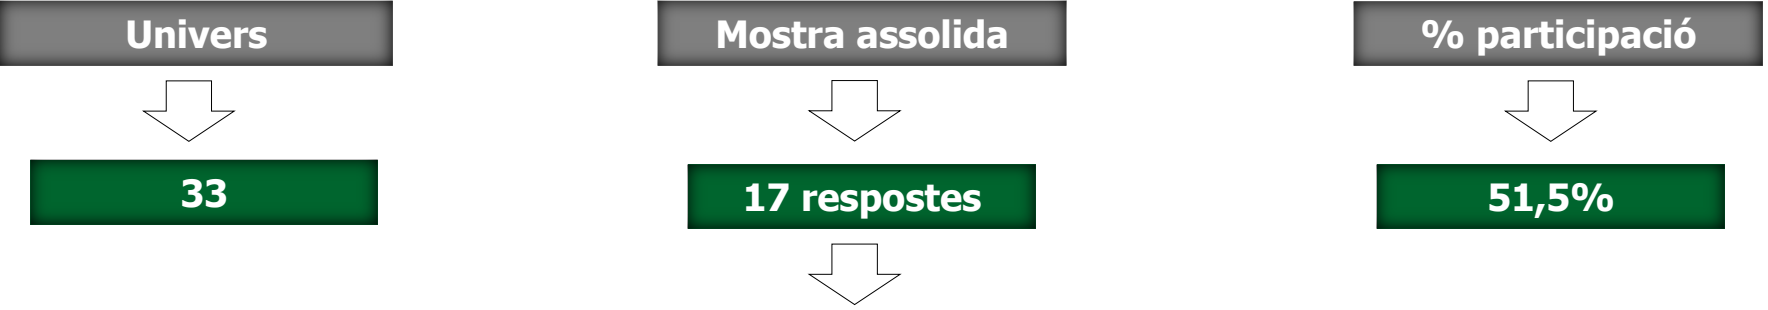 Univers
Mostra assolida
% participació
33
17 respostes
51,5%